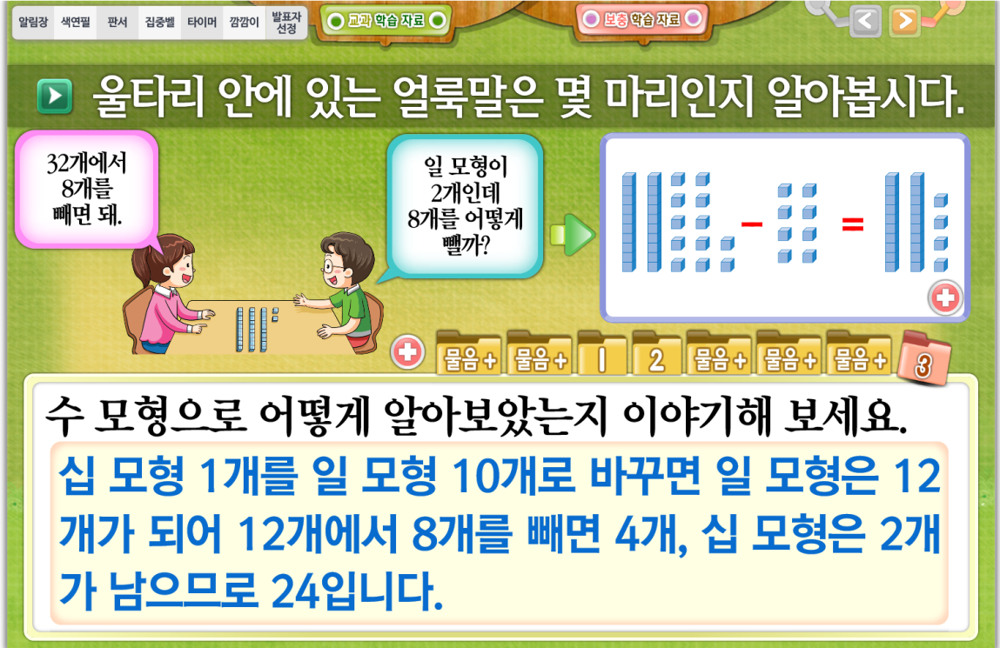 알림장 색연필 판서 집중벨 타이머 깜깜이 발표자
선정
교과 학습 자료
보충 학습 자료
울타리 안에 있는 얼룩말은 몇 마리인지 알아봅시다.
32개에서
8개를
빼면 돼.
일 모형이
2개인데
8개를 어떻게
뺄까?
물음+ 물음+ 1 2 물음+ 물음+ 물음+ 3
수 모형으로 어떻게 알아보았는지 이야기해 보세요.
십 모형 1개를 일 모형 10개로 바꾸면 일 모형은 12
개가 되어 12개에서 8개를 빼면 4개, 십 모형은 2개
가 남으므로 24입니다.